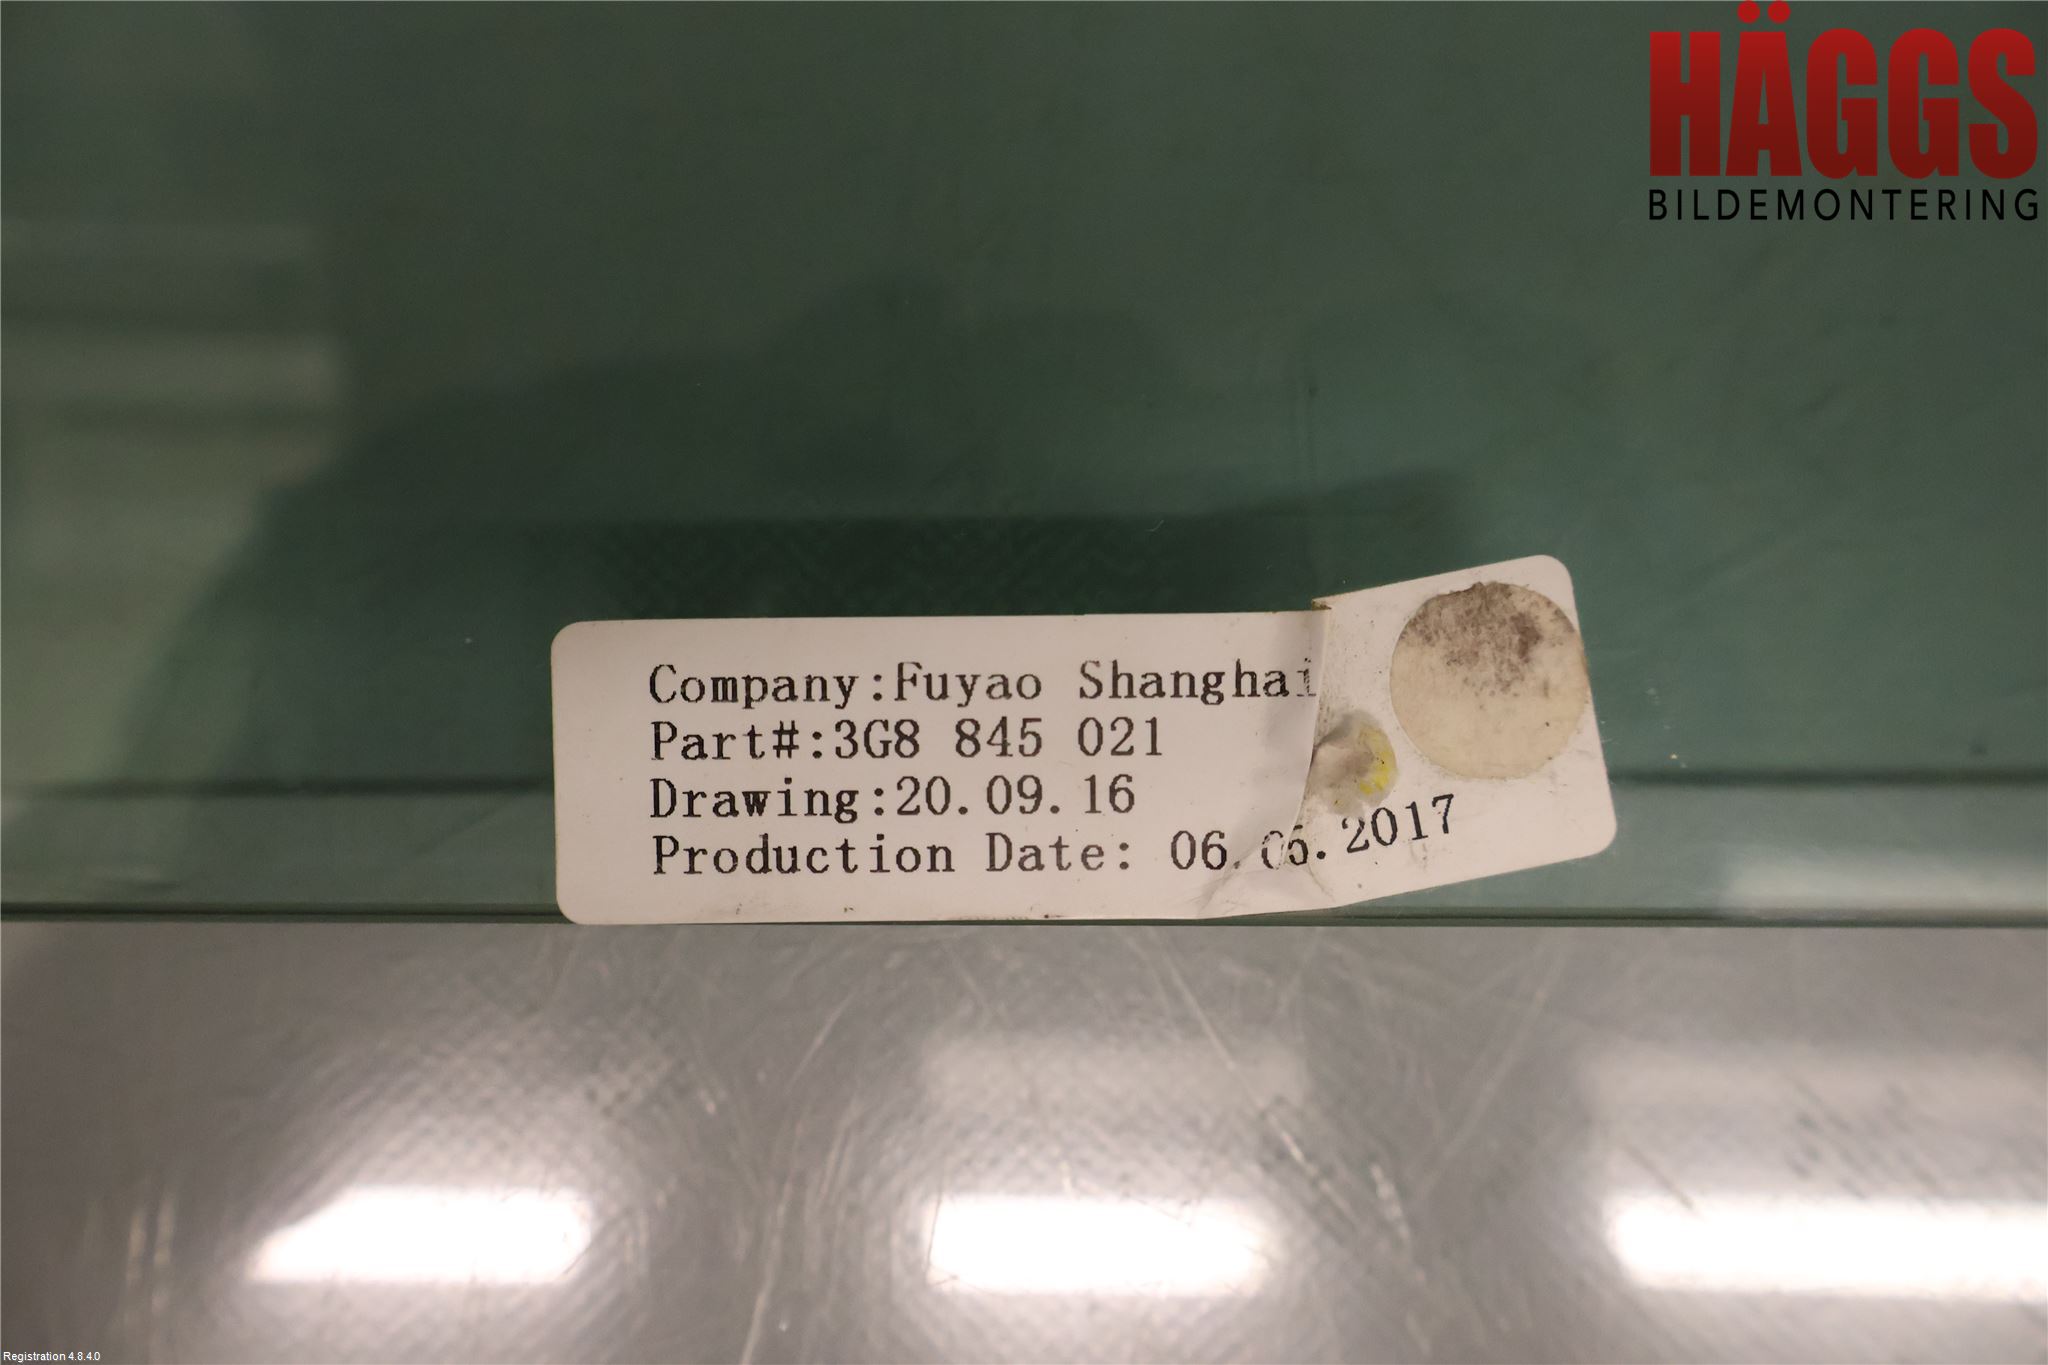 HÄGGS
BILDEMONTERING
Company:Fuyao Shanghai
Part#:3G8 845 021
Drawing:20.09.16
Production Date: 06.06.2017
Registration 4.8.4.0